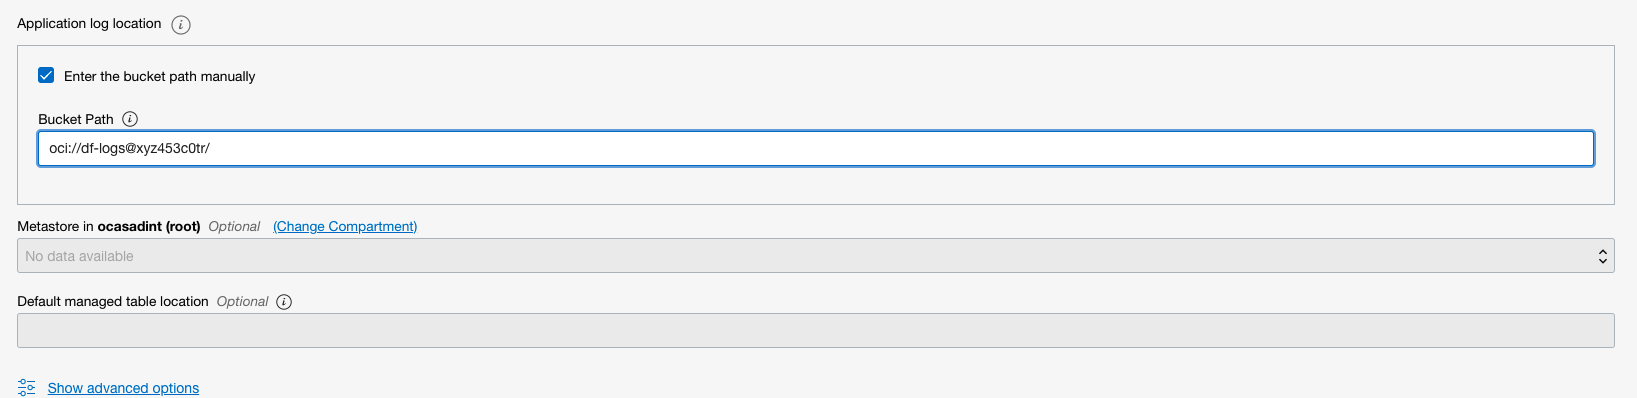 Application log location i
Enter the bucket path manually
Bucket Path i
oci://df-logs@xyz453c0tr/
Metastore in ocasadint (root) Optional (Change Compartment)
No data available
Default managed table location Optional i
Show advanced options